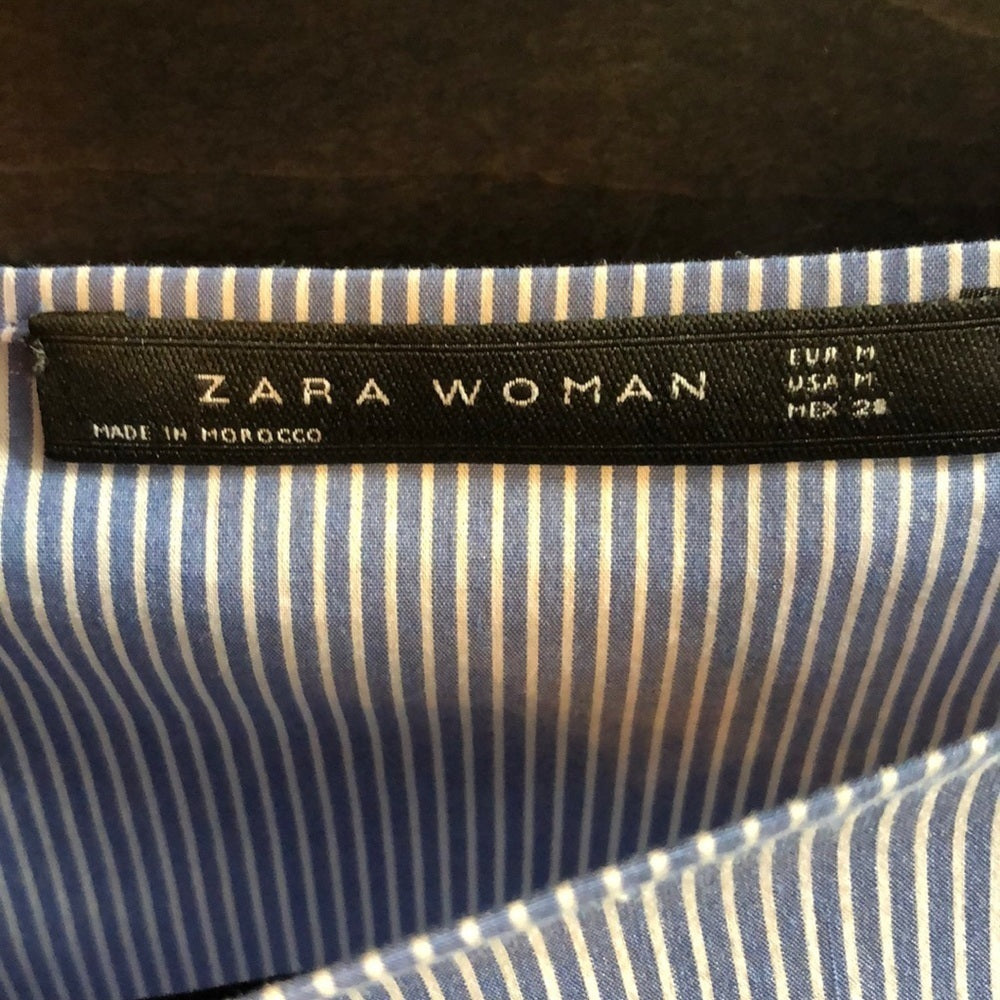 ZARA WOMAN
MADE IN MOROCCO
EUR M
USA M
MEX 28